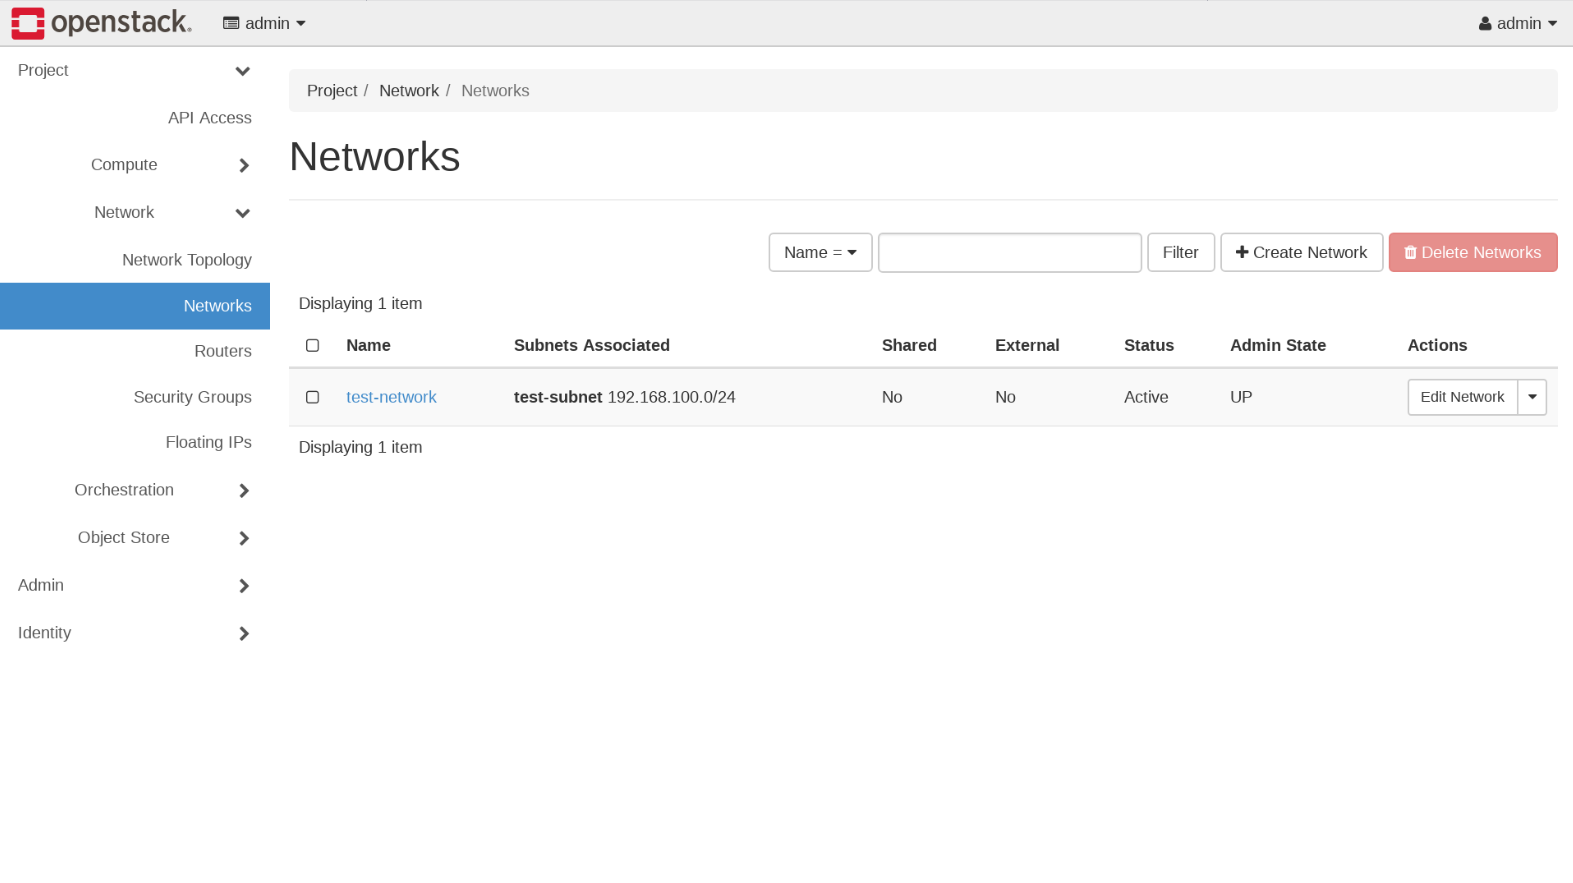 openstack. admin admin
Project
API Access
Compute
Network
Network Topology
Networks
Routers
Security Groups
Floating IPs
Orchestration
Object Store
Admin
Identity
Project / Network / Networks
Networks
Name = Filter Create Network Delete Networks
Displaying 1 item
Name Subnets Associated Shared External Status Admin State Actions
test-network test-subnet 192.168.100.0/24 No No Active UP Edit Network
Displaying 1 item